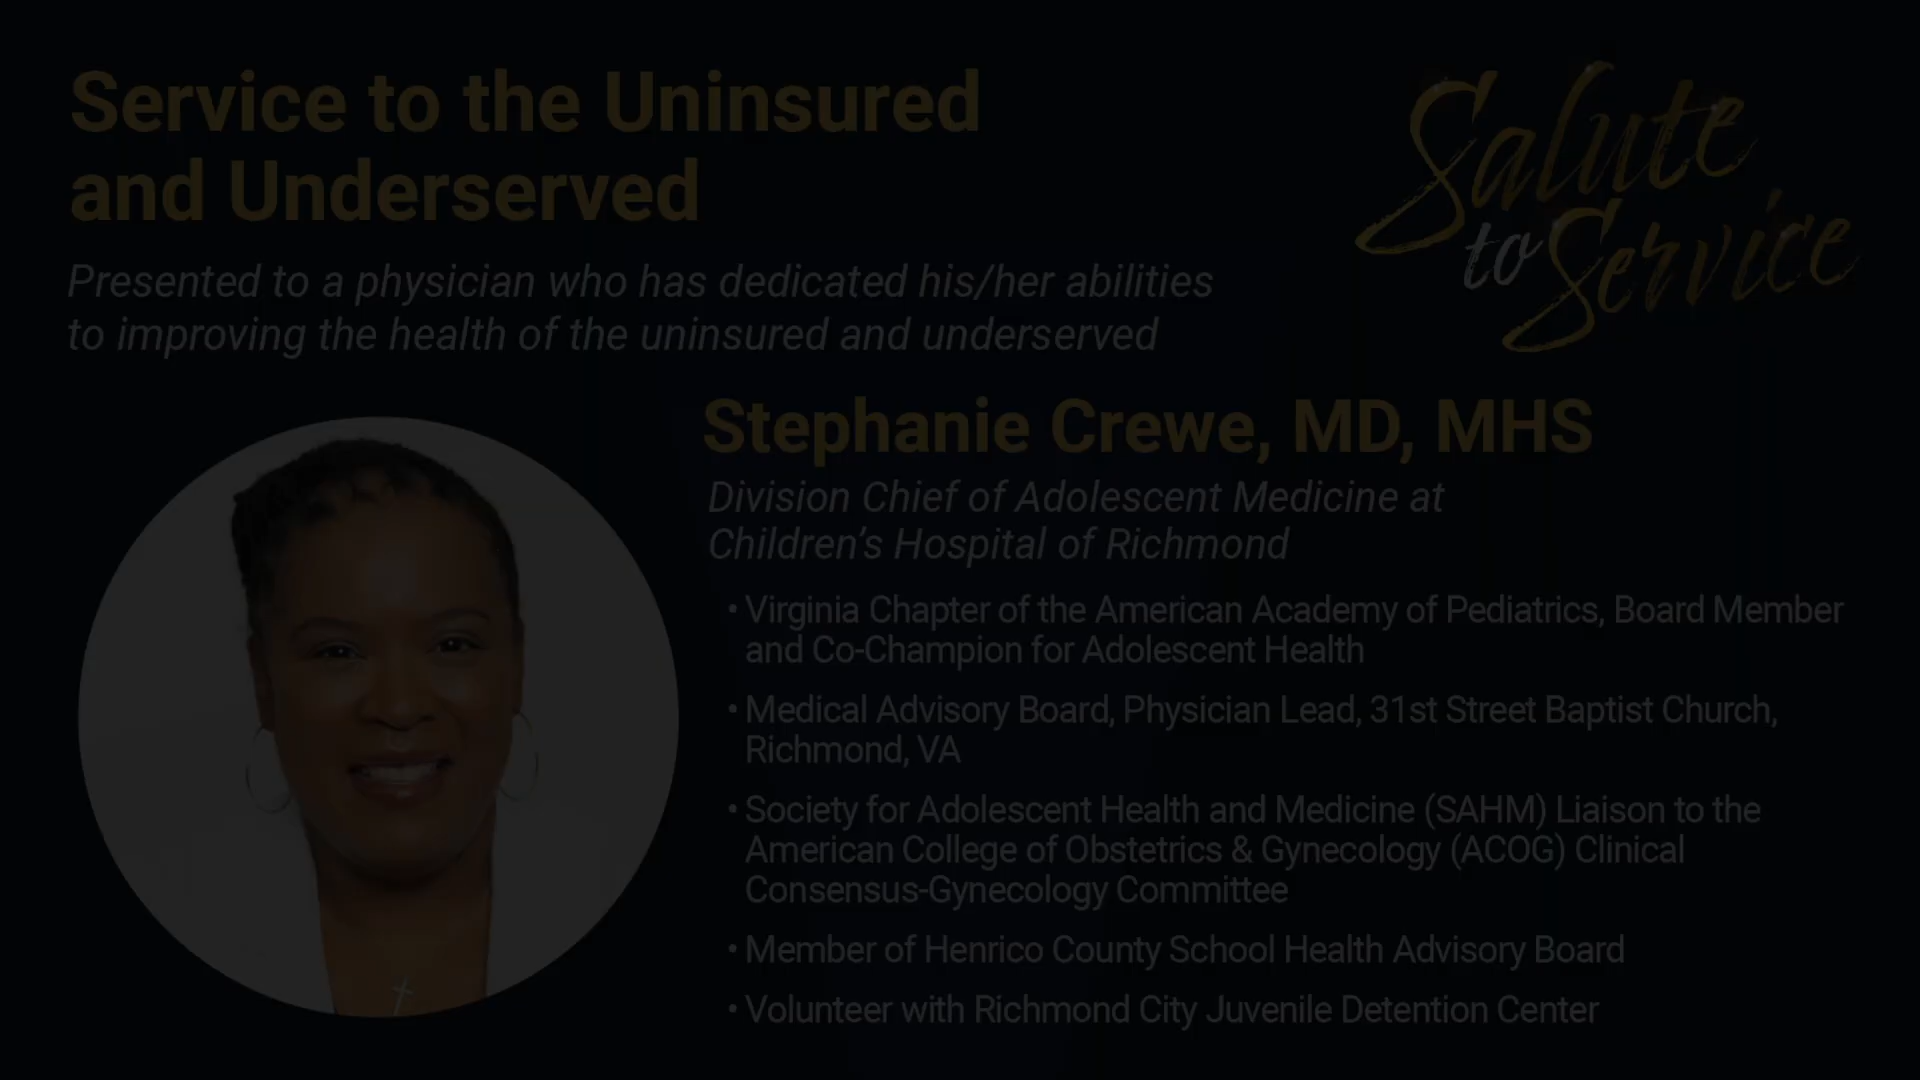 Service to the Uninsured
and Underserved
Presented to a physician who has dedicated his/her abilities
to improving the health of the uninsured and underserved
Salute
to Service
Stephanie Crewe, MD, MHS
Division Chief of Adolescent Medicine at
Children’s Hospital of Richmond
• Virginia Chapter of the American Academy of Pediatrics, Board Member
and Co-Champion for Adolescent Health
• Medical Advisory Board, Physician Lead, 31st Street Baptist Church,
Richmond, VA
• Society for Adolescent Health and Medicine (SAHM) Liaison to the
American College of Obstetrics & Gynecology (ACOG) Clinical
Consensus-Gynecology Committee
• Member of Henrico County School Health Advisory Board
• Volunteer with Richmond City Juvenile Detention Center